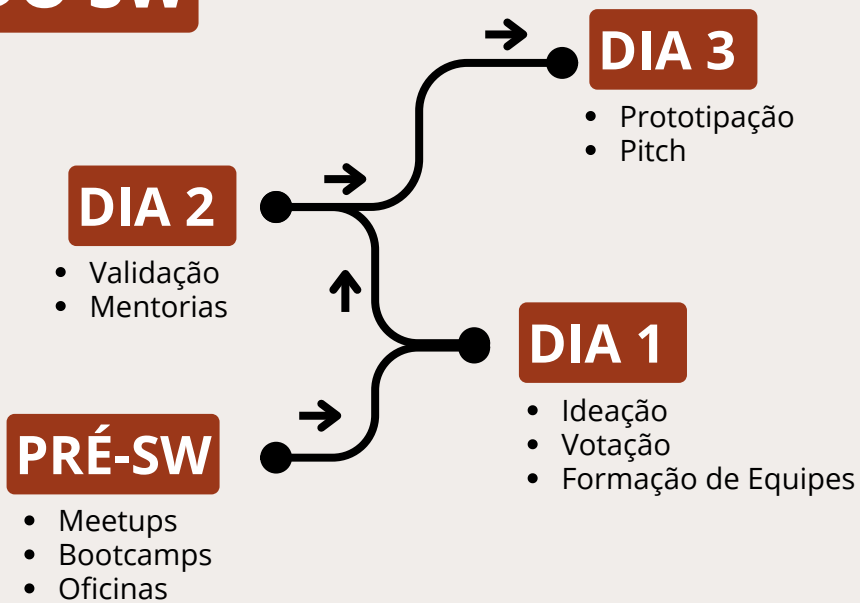 SW
DIA 3
Prototipação
Pitch
DIA 2
Validação
Mentorias
DIA 1
Ideação
Votação
Formação de Equipes
PRÉ-SW
Meetups
Bootcamps
Oficinas